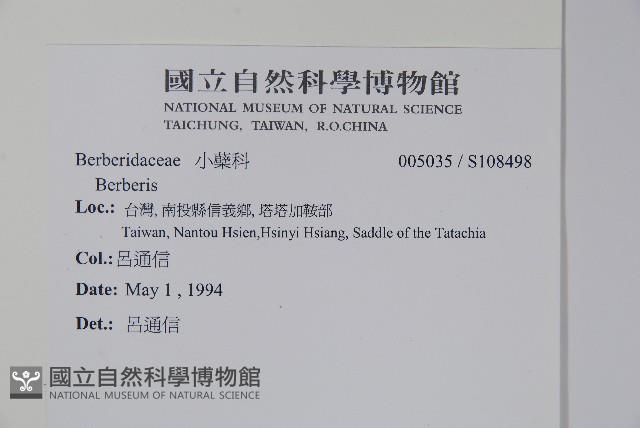 國立自然科學博物館
NATIONAL MUSEUM OF NATURAL SCIENCE
TAICHUNG, TAIWAN, R.O.CHINA
Berberidaceae 小蘗科 005035 / S108498
Berberis
Loc.: 台灣, 南投縣信義鄉, 塔塔加鞍部
Taiwan, Nantou Hsien,Hsinyi Hsiang, Saddle of the Tatachia
Col.: 呂通信
Date: May 1 , 1994
Det.: 呂通信
國立自然科學博物館
NATIONAL MUSEUM OF NATURAL SCIENCE